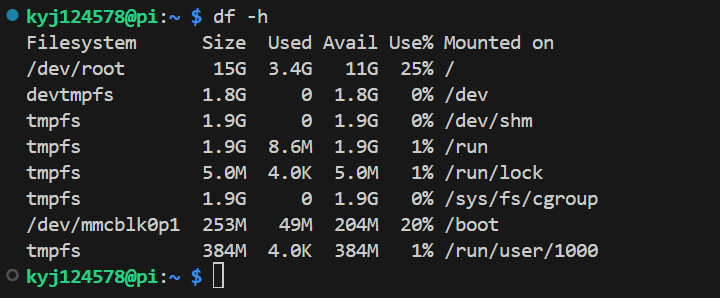 kyj124578@pi:~ $ df -h
Filesystem      Size  Used Avail Use% Mounted on
/dev/root        15G  3.4G   11G  25% /
devtmpfs        1.8G     0  1.8G   0% /dev
tmpfs           1.9G     0  1.9G   0% /dev/shm
tmpfs           1.9G  8.6M  1.9G   1% /run
tmpfs           5.0M  4.0K  5.0M   1% /run/lock
tmpfs           1.9G     0  1.9G   0% /sys/fs/cgroup
/dev/mmcblk0p1  253M   49M  204M  20% /boot
tmpfs           384M  4.0K  384M   1% /run/user/1000
kyj124578@pi:~ $